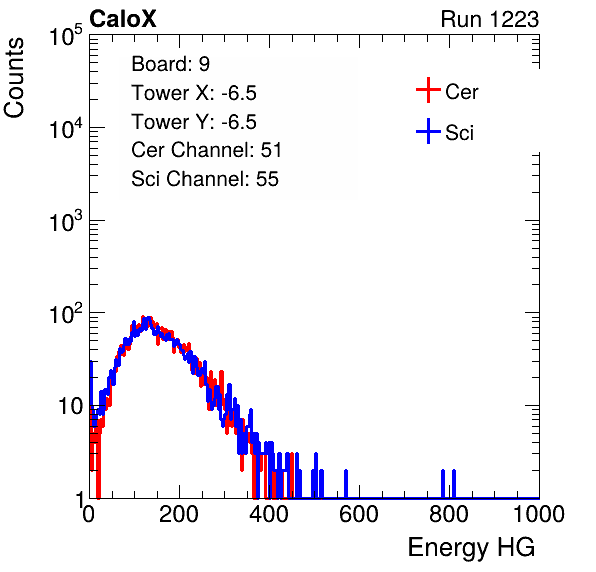 CaloX Run 1223
Counts
Board: 9
Tower X: -6.5
Tower Y: -6.5
Cer Channel: 51
Sci Channel: 55
Cer
Sci
10^5
10^4
10^3
10^2
10
1
0 200 400 600 800 1000
Energy HG